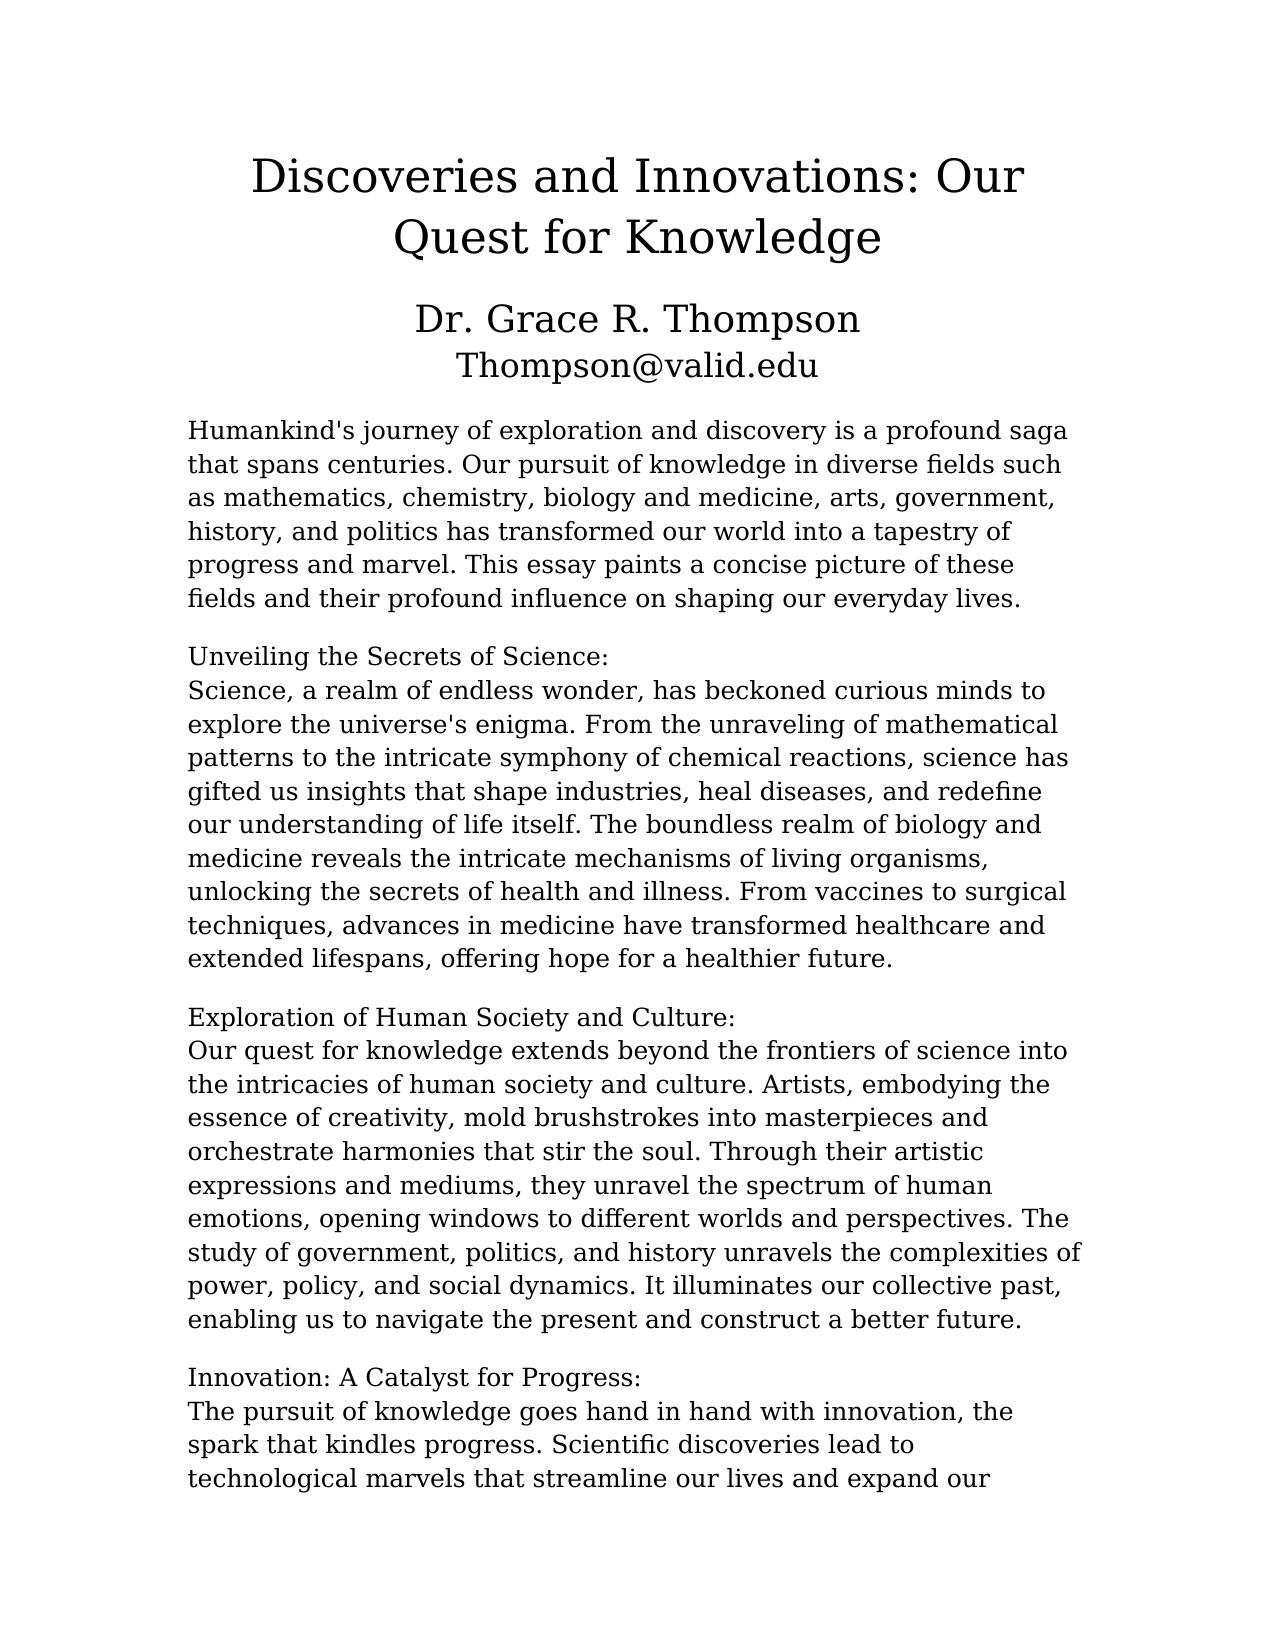 Discoveries and Innovations: Our
Quest for Knowledge
Dr. Grace R. Thompson
Thompson@valid.edu
Humankind's journey of exploration and discovery is a profound saga
that spans centuries. Our pursuit of knowledge in diverse fields such
as mathematics, chemistry, biology and medicine, arts, government,
history, and politics has transformed our world into a tapestry of
progress and marvel. This essay paints a concise picture of these
fields and their profound influence on shaping our everyday lives.
Unveiling the Secrets of Science:
Science, a realm of endless wonder, has beckoned curious minds to
explore the universe's enigma. From the unraveling of mathematical
patterns to the intricate symphony of chemical reactions, science has
gifted us insights that shape industries, heal diseases, and redefine
our understanding of life itself. The boundless realm of biology and
medicine reveals the intricate mechanisms of living organisms,
unlocking the secrets of health and illness. From vaccines to surgical
techniques, advances in medicine have transformed healthcare and
extended lifespans, offering hope for a healthier future.
Exploration of Human Society and Culture:
Our quest for knowledge extends beyond the frontiers of science into
the intricacies of human society and culture. Artists, embodying the
essence of creativity, mold brushstrokes into masterpieces and
orchestrate harmonies that stir the soul. Through their artistic
expressions and mediums, they unravel the spectrum of human
emotions, opening windows to different worlds and perspectives. The
study of government, politics, and history unravels the complexities of
power, policy, and social dynamics. It illuminates our collective past,
enabling us to navigate the present and construct a better future.
Innovation: A Catalyst for Progress:
The pursuit of knowledge goes hand in hand with innovation, the
spark that kindles progress. Scientific discoveries lead to
technological marvels that streamline our lives and expand our